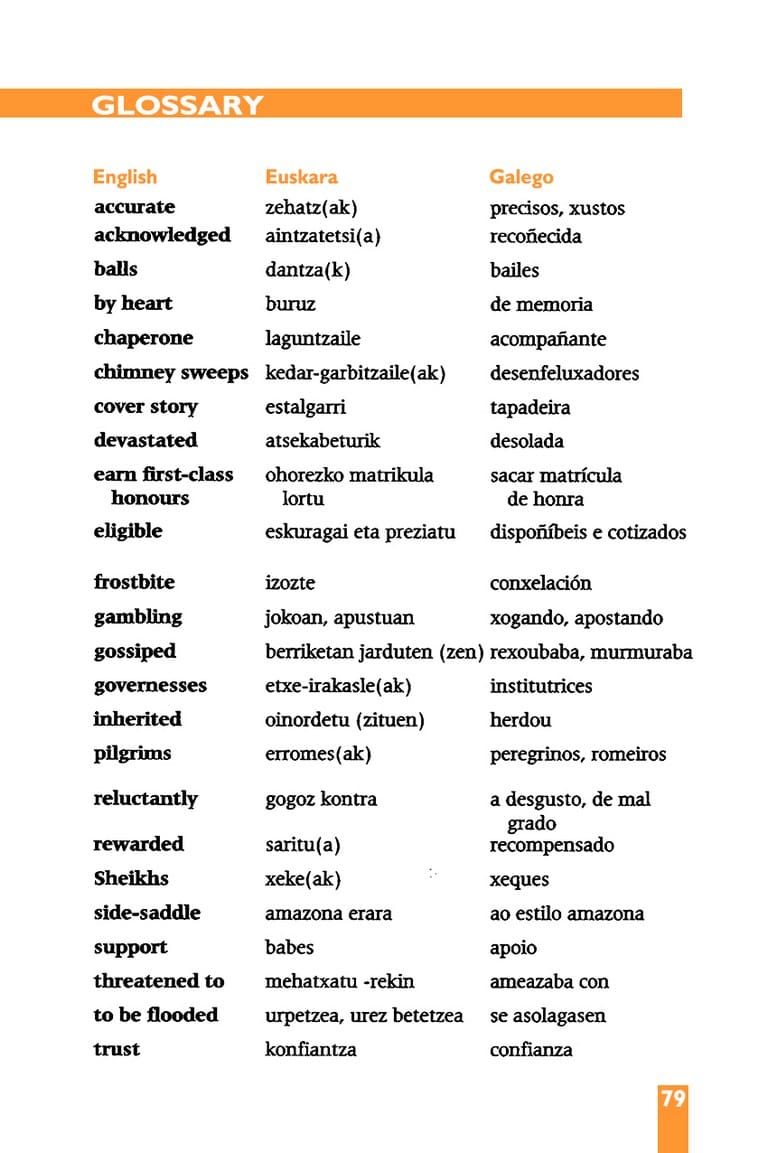 GLOSSARY
English Euskara Galego
accurate zehatz(ak) precisos, xustos
acknowledged aintzatetsi(a) recoñecida
balls dantza(k) bailes
by heart buruz de memoria
chaperone laguntzaile acompañante
chimney sweeps kedar-garbitzaile(ak) desenfeluxadores
cover story estalgarri tapadeira
devastated atsekabeturik desolada
earn first-class ohorezko matrikula sacar matrícula
honours lortu de honra
eligible eskuragai eta preziatu dispoñíbeis e cotizados
frostbite izozte conxelación
gambling jokoan, apustuan xogando, apostando
gossiped berriketan jarduten (zen) rexoubaba, murmuraba
governesses etxe-irakasle(ak) institutrices
inherited oinordetu (zituen) herdou
pilgrims erromes(ak) peregrinos, romeiros
reluctantly gogoz kontra a desgusto, de mal
grado
rewarded saritu(a) recompensado
Sheikhs xeke(ak) xeques
side-saddle amazona erara ao estilo amazona
support babes apoio
threatened to mehatxatu -rekin ameazaba con
to be flooded urpetzea, urez betetzea se asolagasen
trust konfiantza confianza
79